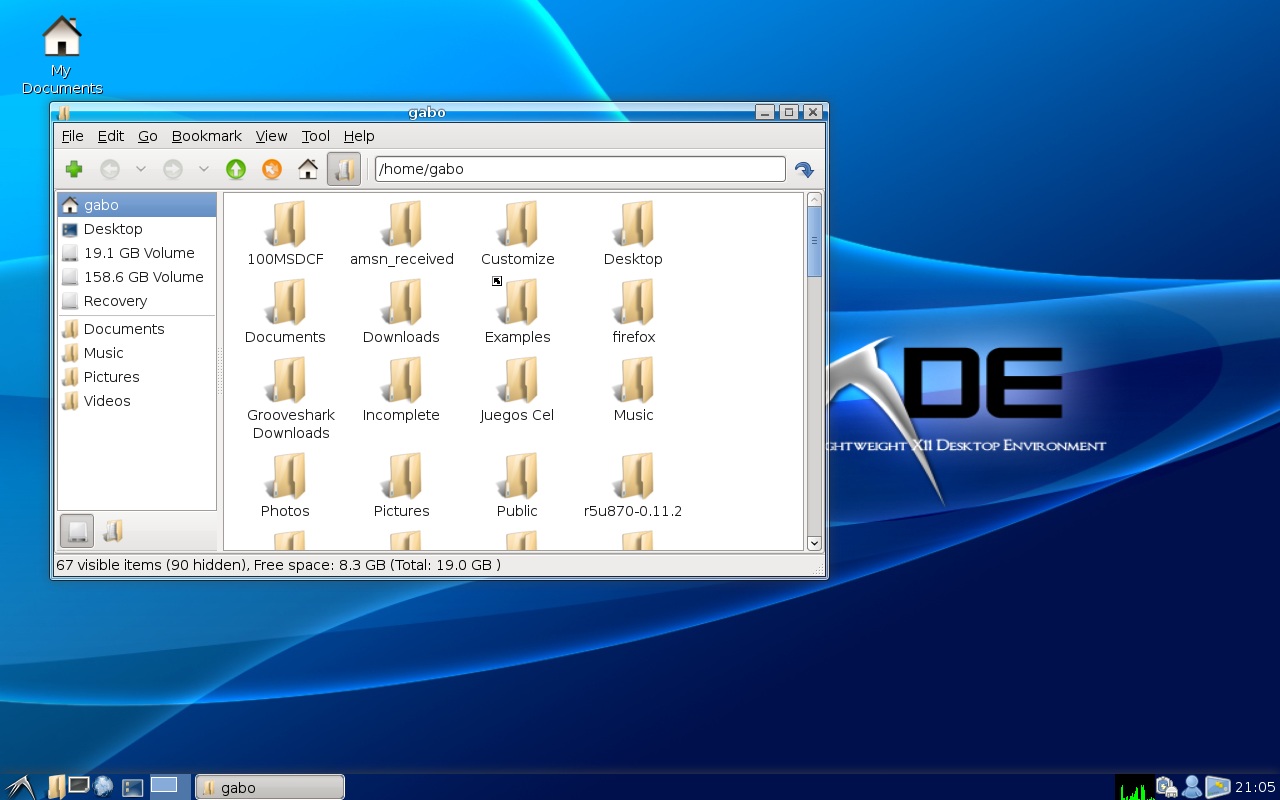 My
Documents
gabo
File Edit Go Bookmark View Tool Help
/home/gabo
gabo
Desktop
19.1 GB Volume
158.6 GB Volume
Recovery
Documents
Music
Pictures
Videos
100MSDCF amsn_received Customize Desktop
Documents Downloads Examples firefox
Grooveshark Downloads Incomplete Juegos Cel Music
Photos Pictures Public r5u870-0.11.2
67 visible items (90 hidden), Free space: 8.3 GB (Total: 19.0 GB )
DE
X11 Desktop Environment
gabo
21:05